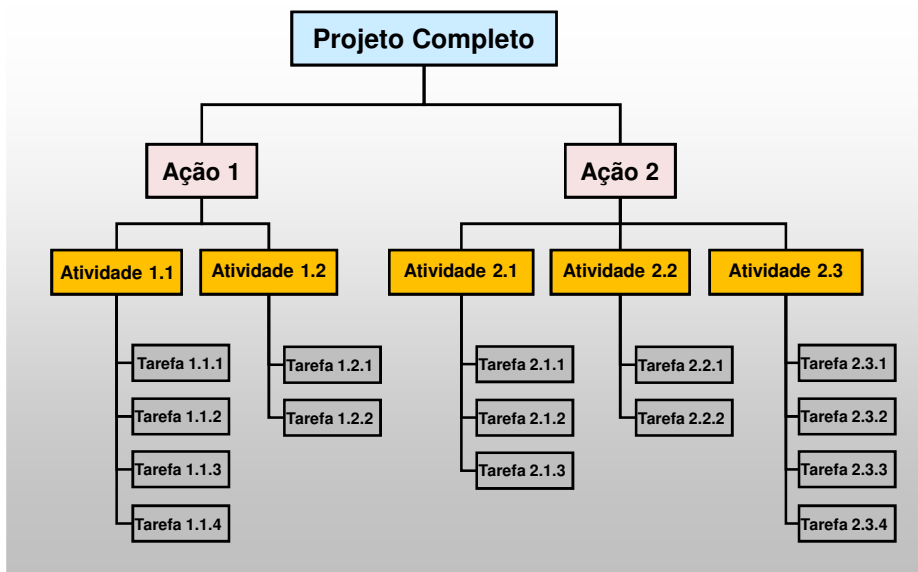 Projeto Completo
Ação 1
Ação 2
Atividade 1.1
Atividade 1.2
Atividade 2.1
Atividade 2.2
Atividade 2.3
Tarefa 1.1.1
Tarefa 1.2.1
Tarefa 2.1.1
Tarefa 2.2.1
Tarefa 2.3.1
Tarefa 1.1.2
Tarefa 1.2.2
Tarefa 2.1.2
Tarefa 2.2.2
Tarefa 2.3.2
Tarefa 1.1.3
Tarefa 2.1.3
Tarefa 2.3.3
Tarefa 1.1.4
Tarefa 2.3.4